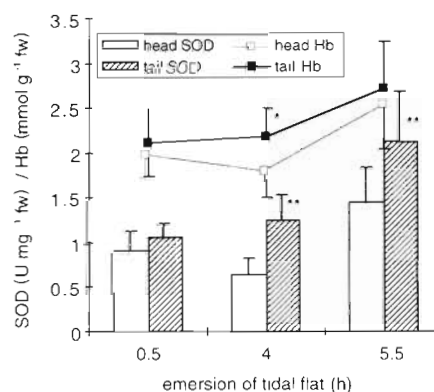 3.5
head SOD head Hb
tail SOD tail Hb
3
2.5
*
**
2
1.5
**
1
0.5
0
0.5 4 5.5
emersion of tidal flat (h)
SOD (U mg⁻¹ fw) / Hb (mmol g⁻¹ fw)